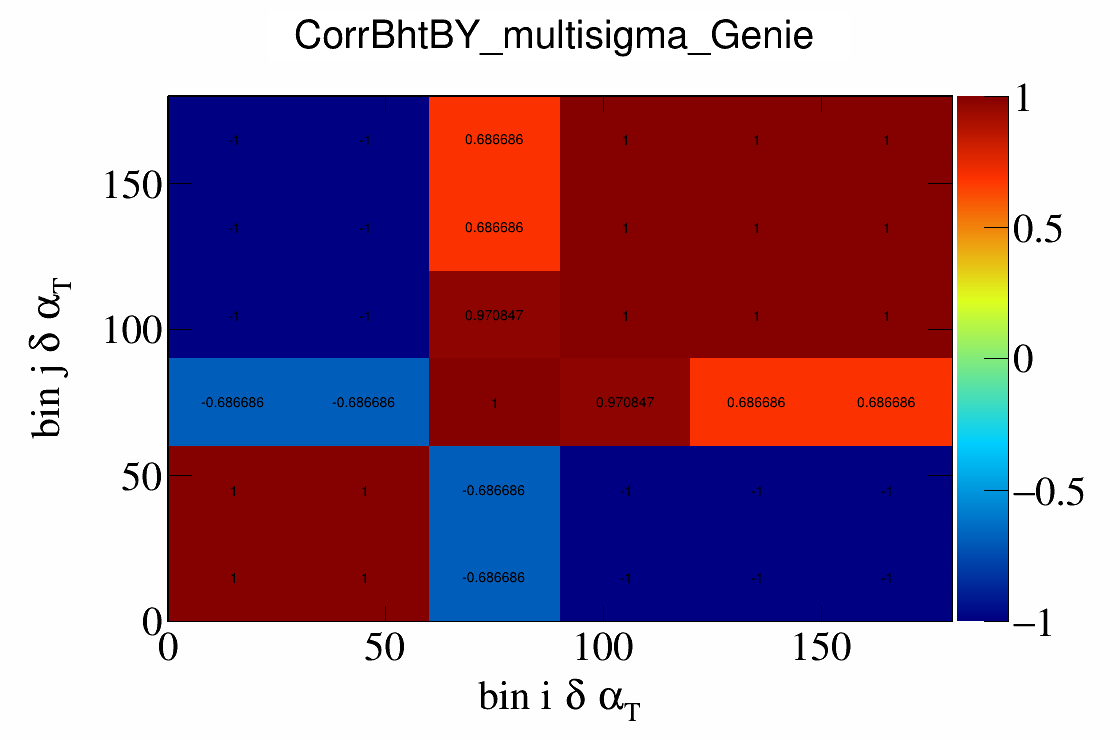 CorrBhtBY_multisigma_Genie
1
-1 -1 0.686686 1 1 1
150
-1 -1 0.686686 1 1 1
0.5
-1 -1 0.970847 1 1 1
100
0
-0.686686 -0.686686 1 0.970847 0.686686 0.686686
50
1 1 -0.686686 -1 -1 -1
−0.5
1 1 -0.686686 -1 -1 -1
0
−1
0 50 100 150
bin i δ αT
bin j δ αT